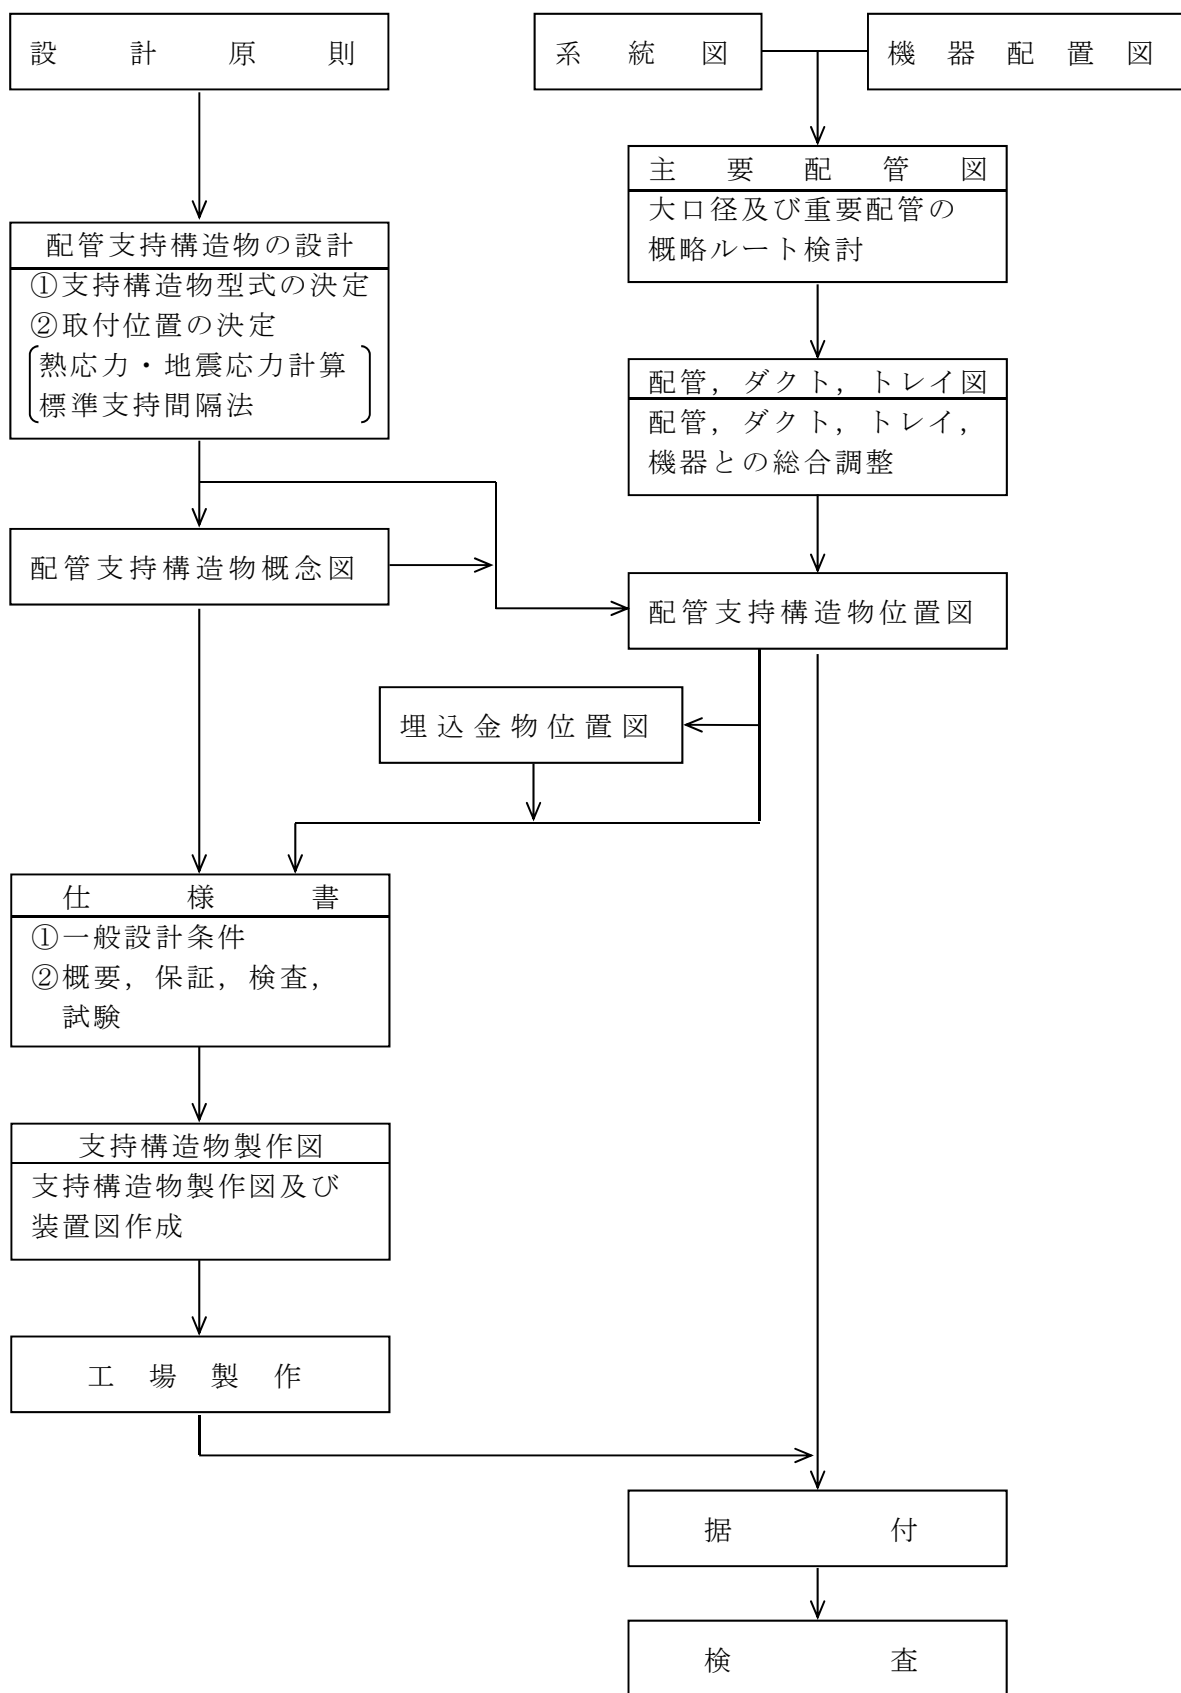 設計原則
系統図
機器配置図
主要配管図
大口径及び重要配管の
概略ルート検討
配管支持構造物の設計
①支持構造物型式の決定
②取付位置の決定
熱応力・地震応力計算
標準支持間隔法
配管，ダクト，トレイ図
配管，ダクト，トレイ，
機器との総合調整
配管支持構造物概念図
配管支持構造物位置図
埋込金物位置図
仕様書
①一般設計条件
②概要，保証，検査，
試験
支持構造物製作図
支持構造物製作図及び
装置図作成
工場製作
据付
検査